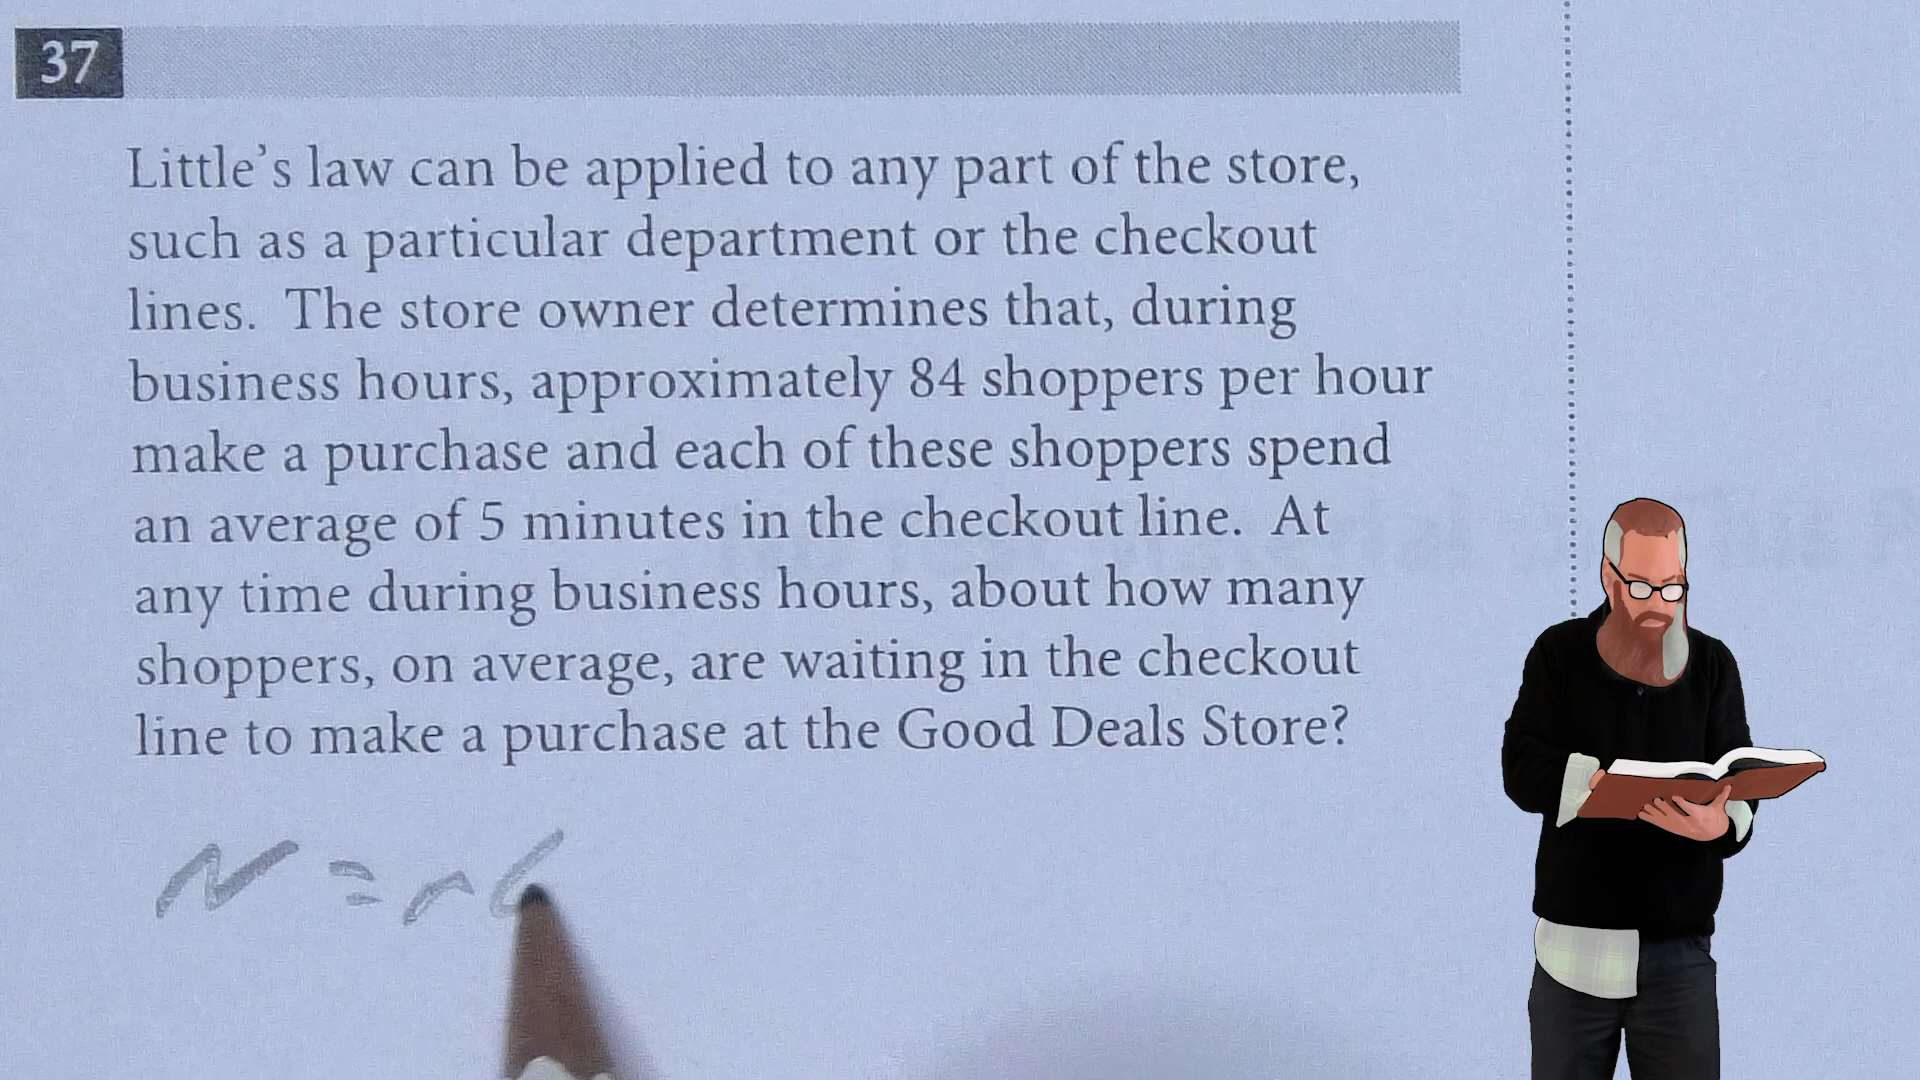 37
Little's law can be applied to any part of the store,
such as a particular department or the checkout
lines. The store owner determines that, during
business hours, approximately 84 shoppers per hour
make a purchase and each of these shoppers spend
an average of 5 minutes in the checkout line. At
any time during business hours, about how many
shoppers, on average, are waiting in the checkout
line to make a purchase at the Good Deals Store?
N = r